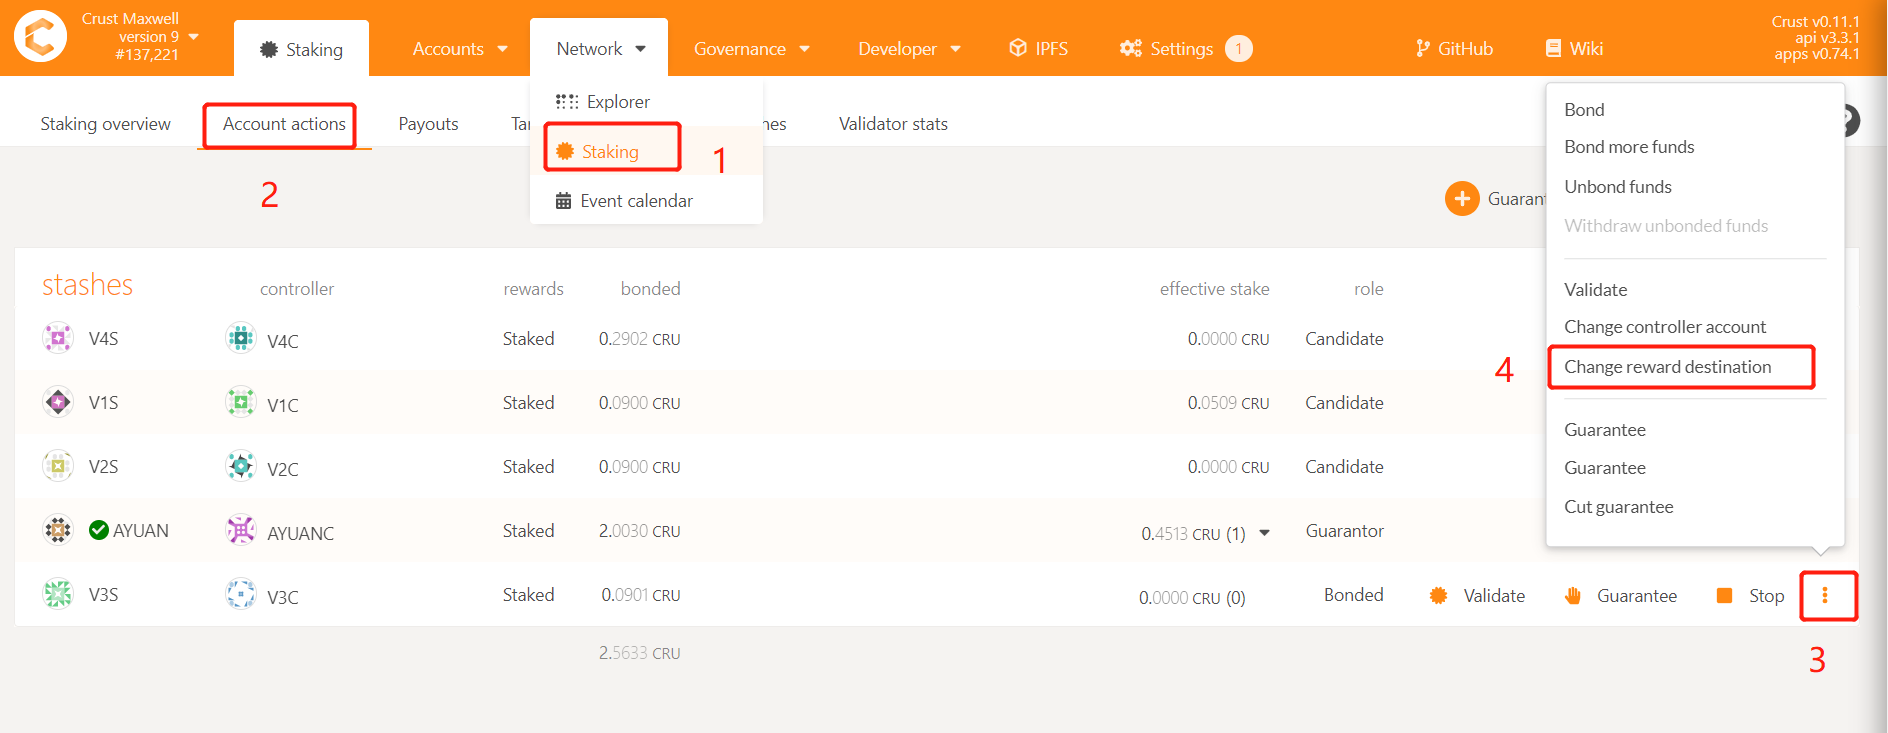 Crust Maxwell
version 9
#137,221
Staking
Accounts
Network
Governance
Developer
IPFS
Settings 1
GitHub
Wiki
Crust v0.11.1
api v3.3.1
apps v0.74.1
Explorer
Staking
Event calendar
1
Staking overview
Account actions
Payouts
Validator stats
2
Bond
Bond more funds
Unbond funds
Withdraw unbonded funds
Validate
Change controller account
Change reward destination
Guarantee
Guarantee
Cut guarantee
4
stashes controller rewards bonded effective stake role
V4S V4C Staked 0.2902 CRU 0.0000 CRU Candidate
V1S V1C Staked 0.0900 CRU 0.0509 CRU Candidate
V2S V2C Staked 0.0900 CRU 0.0000 CRU Candidate
AYUAN AYUANC Staked 2.0030 CRU 0.4513 CRU (1) Guarantor
V3S V3C Staked 0.0901 CRU 0.0000 CRU (0) Bonded Validate Guarantee Stop
2.5633 CRU
3